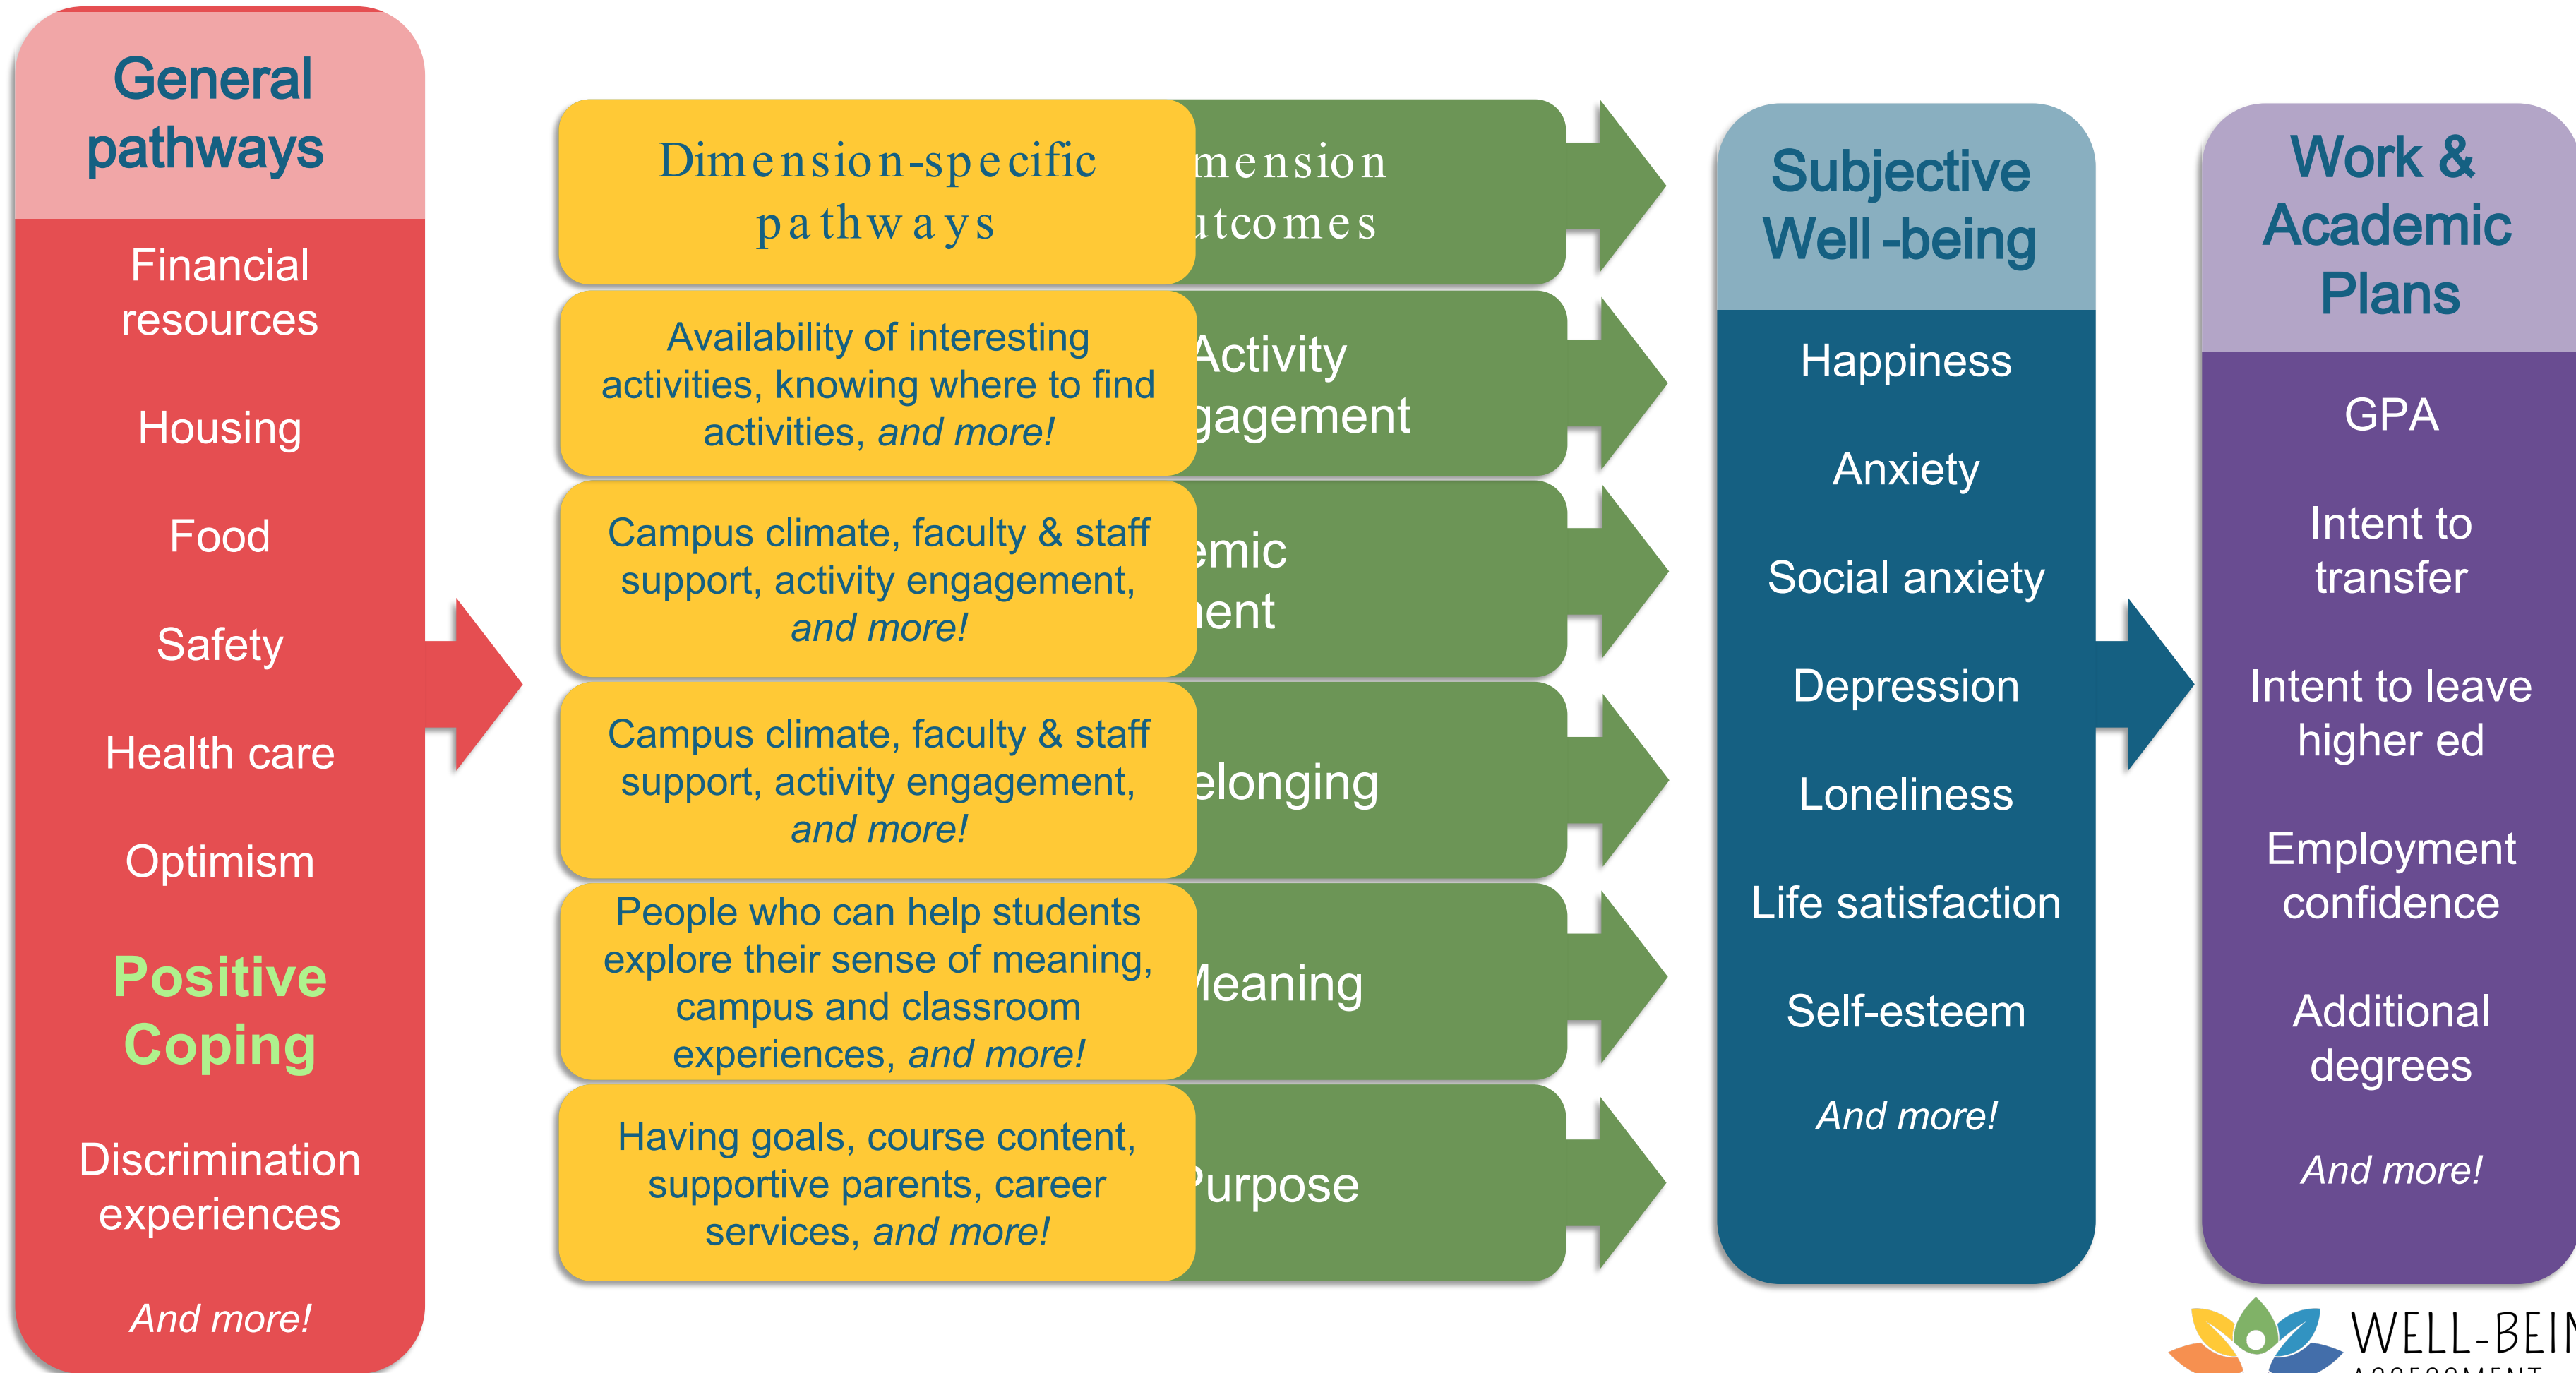 General
pathways
Financial
resources
Housing
Food
Safety
Health care
Optimism
Positive
Coping
Discrimination
experiences
And more!
Dimension-specific
pathways
mension
utcomes
Availability of interesting
activities, knowing where to find
activities, and more!
Activity
gagement
Campus climate, faculty & staff
support, activity engagement,
and more!
emic
ment
Campus climate, faculty & staff
support, activity engagement,
and more!
elonging
People who can help students
explore their sense of meaning,
campus and classroom
experiences, and more!
Meaning
Having goals, course content,
supportive parents, career
services, and more!
Purpose
Subjective
Well-being
Happiness
Anxiety
Social anxiety
Depression
Loneliness
Life satisfaction
Self-esteem
And more!
Work &
Academic
Plans
GPA
Intent to
transfer
Intent to leave
higher ed
Employment
confidence
Additional
degrees
And more!
WELL-BEIN
ASSESSMENT